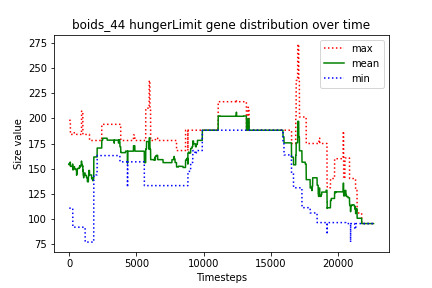 boids_44 hungerLimit gene distribution over time
max
mean
min
Size value
275
250
225
200
175
150
125
100
75
0 5000 10000 15000 20000
Timesteps